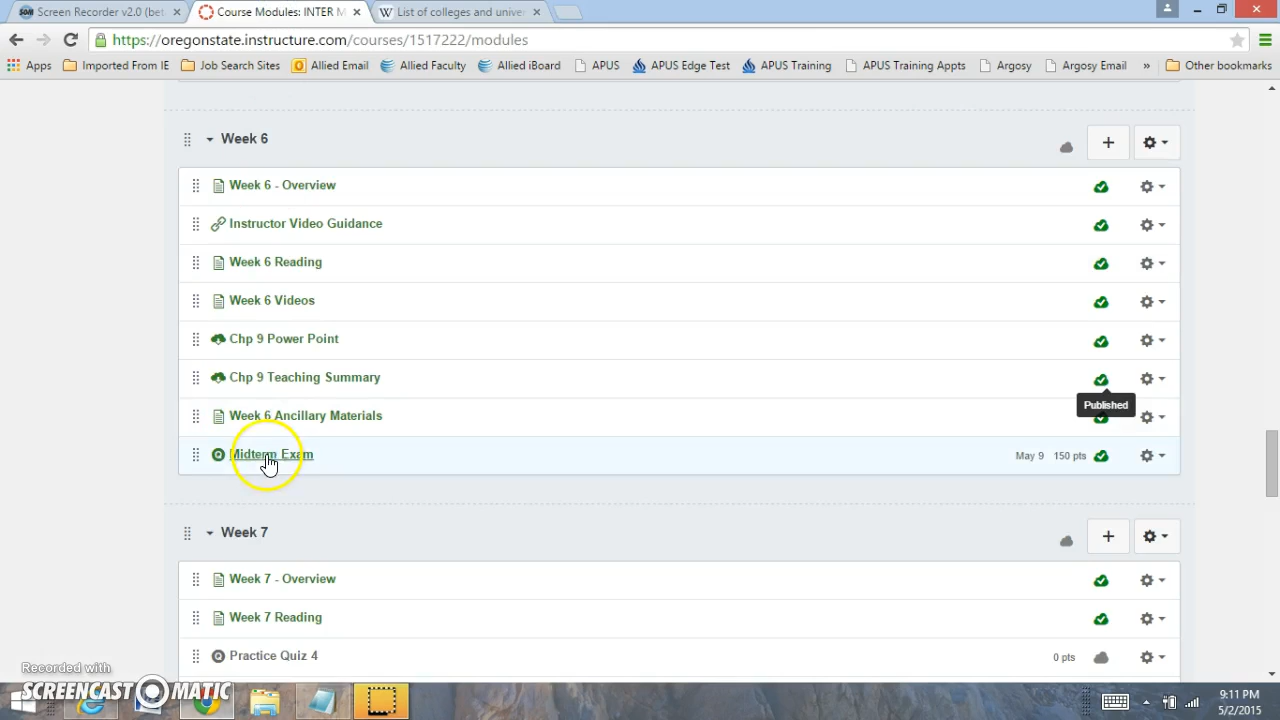 Screen Recorder v2.0 (bet
Course Modules: INTER M
List of colleges and univer
https://oregonstate.instructure.com/courses/1517222/modules
Apps
Imported From IE
Job Search Sites
Allied Email
Allied Faculty
Allied iBoard
APUS
APUS Edge Test
APUS Training
APUS Training Appts
Argosy
Argosy Email
»
Other bookmarks
Week 6
Week 6 - Overview
Instructor Video Guidance
Week 6 Reading
Week 6 Videos
Chp 9 Power Point
Chp 9 Teaching Summary
Published
Week 6 Ancillary Materials
Midterm Exam
May 9 150 pts
Week 7
Week 7 - Overview
Week 7 Reading
Practice Quiz 4
0 pts
Recorded with
SCREENCAST-O-MATIC
9:11 PM
5/2/2015